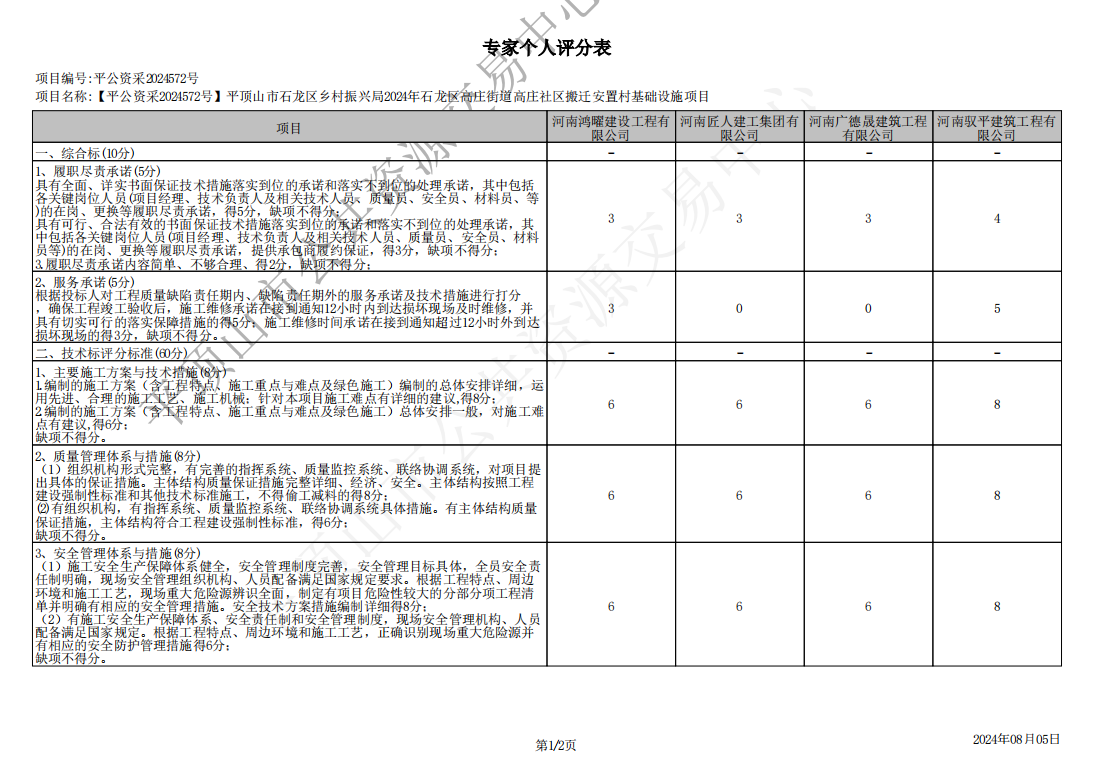 专家个人评分表
项目编号:平公资采2024572号
项目名称:【平公资采2024572号】平顶山市石龙区乡村振兴局2024年石龙区高庄街道高庄社区搬迁安置村基础设施项目
项目 河南鸿曜建设工程有限公司 河南匠人建工集团有限公司 河南广德晟建筑工程有限公司 河南驭平建筑工程有限公司
一、综合标(10分) - - - -
1、履职尽责承诺(5分)
具有全面、详实书面保证技术措施落实到位的承诺和落实不到位的处理承诺，其中包括
各关键岗位人员(项目经理、技术负责人及相关技术人员、质量员、安全员、材料员、等
)的在岗、更换等履职尽责承诺，得5分，缺项不得分；
具有可行、合法有效的书面保证技术措施落实到位的承诺和落实不到位的处理承诺，其
中包括各关键岗位人员(项目经理、技术负责人及相关技术人员、质量员、安全员、材料
员等)的在岗、更换等履职尽责承诺，提供承包商履约保证，得3分，缺项不得分；
3.履职尽责承诺内容简单、不够合理、得2分，缺项不得分；
3 3 3 4
2、服务承诺(5分)
根据投标人对工程质量缺陷责任期内、缺陷责任期外的服务承诺及技术措施进行打分
，确保工程竣工验收后，施工维修承诺在接到通知12小时内到达损坏现场及时维修，并
具有切实可行的落实保障措施的得5分；施工维修时间承诺在接到通知超过12小时外到达
损坏现场的得3分，缺项不得分。
3 0 0 5
二、技术标评分标准(60分) - - - -
1、主要施工方案与技术措施(8分)
1.编制的施工方案（含工程特点、施工重点与难点及绿色施工）编制的总体安排详细，运
用先进、合理的施工工艺、施工机械；针对本项目施工难点有详细的建议,得8分；
2.编制的施工方案（含工程特点、施工重点与难点及绿色施工）总体安排一般，对施工难
点有建议,得6分；
缺项不得分。
6 6 6 8
2、质量管理体系与措施(8分)
（1）组织机构形式完整，有完善的指挥系统、质量监控系统、联络协调系统，对项目提
出具体的保证措施。主体结构质量保证措施完整详细、经济、安全。主体结构按照工程
建设强制性标准和其他技术标准施工，不得偷工减料的得8分；
(2)有组织机构，有指挥系统、质量监控系统、联络协调系统具体措施。有主体结构质量
保证措施，主体结构符合工程建设强制性标准，得6分；
缺项不得分。
6 6 6 8
3、安全管理体系与措施(8分)
（1）施工安全生产保障体系健全，安全管理制度完善，安全管理目标具体，全员安全责
任制明确，现场安全管理组织机构、人员配备满足国家规定要求。根据工程特点、周边
环境和施工工艺，现场重大危险源辨识全面，制定有项目危险性较大的分部分项工程清
单并明确有相应的安全管理措施。安全技术方案措施编制详细得8分；
（2）有施工安全生产保障体系、安全责任制和安全管理制度，现场安全管理机构、人员
配备满足国家规定。根据工程特点、周边环境和施工工艺，正确识别现场重大危险源并
有相应的安全防护管理措施得6分；
缺项不得分。
6 6 6 8
平顶山市公共资源交易中心
平顶山市公共资源交易中心
第1/2页
2024年08月05日